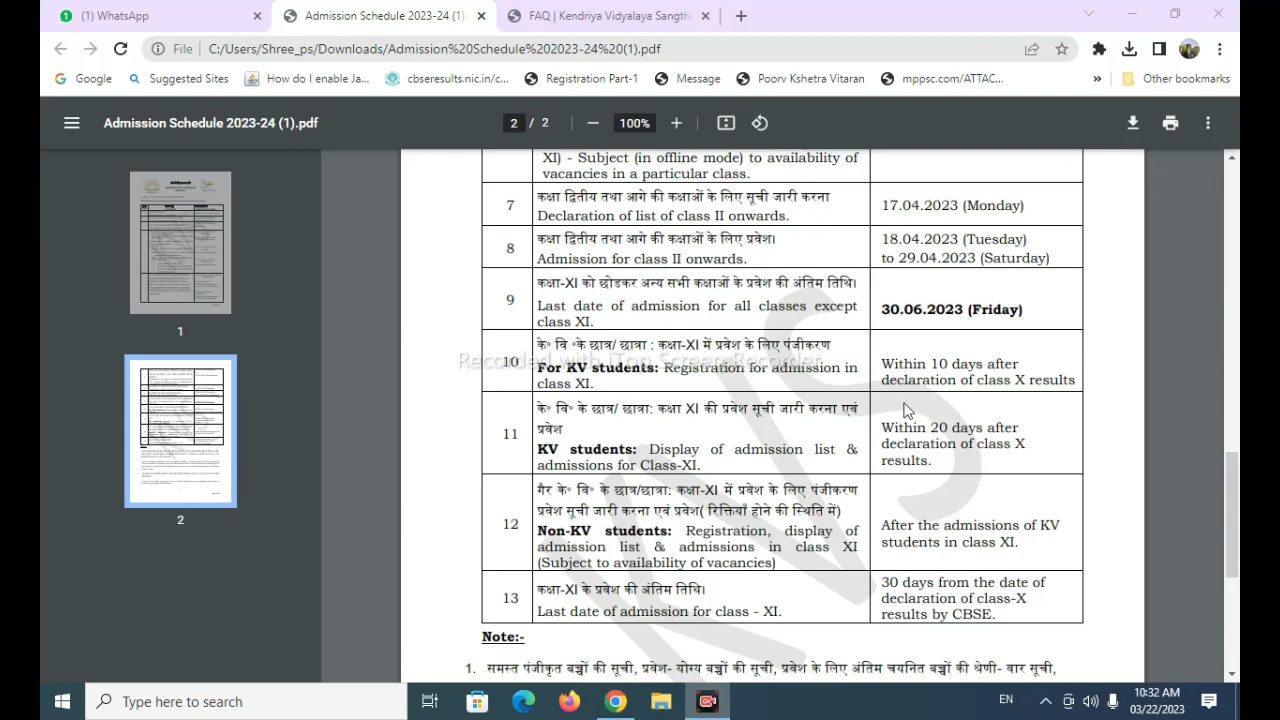 (1) WhatsApp
Admission Schedule 2023-24 (1).
FAQ | Kendriya Vidyalaya Sangth
File
C:/Users/Shree_ps/Downloads/Admission%20Schedule%202023-24%20(1).pdf
Google
Suggested Sites
How do I enable Ja...
cbseresults.nic.in/c...
Registration Part-1
Message
Poorv Kshetra Vitaran
mppsc.com/ATTAC...
»
Other bookmarks
Admission Schedule 2023-24 (1).pdf
2 / 2
100%
1
2
XI) - Subject (in offline mode) to availability of
vacancies in a particular class.
7
कक्षा द्वितीय तथा आगे की कक्षाओं के लिए सूची जारी करना
Declaration of list of class II onwards.
17.04.2023 (Monday)
8
कक्षा द्वितीय तथा आगे की कक्षाओं के लिए प्रवेश।
Admission for class II onwards.
18.04.2023 (Tuesday)
to 29.04.2023 (Saturday)
9
कक्षा-XI को छोडकर अन्य सभी कक्षाओं के प्रवेश की अंतिम तिथि।
Last date of admission for all classes except
class XI.
30.06.2023 (Friday)
10
के० वि ०के छात्र/ छात्रा : कक्षा-XI में प्रवेश के लिए पंजीकरण
For KV students: Registration for admission in
class XI.
Within 10 days after
declaration of class X results
Recorded with iTop Screen Recorder
11
के० वि० के छात्र/ छात्रा: कक्षा XI की प्रवेश सूची जारी करना एवं
प्रवेश
KV students: Display of admission list &
admissions for Class-XI.
Within 20 days after
declaration of class X
results.
12
गैर के० वि० के छात्र/छात्रा: कक्षा-XI में प्रवेश के लिए पंजीकरण
प्रवेश सूची जारी करना एवं प्रवेश( रिक्तियाँ होने की स्थिति में)
Non-KV students: Registration, display of
admission list & admissions in class XI
(Subject to availability of vacancies)
After the admissions of KV
students in class XI.
13
कक्षा-XI के प्रवेश की अंतिम तिथि।
Last date of admission for class - XI.
30 days from the date of
declaration of class-X
results by CBSE.
KVS
Note:-
1. समस्त पंजीकृत बच्चों की सूची, प्रवेश- योग्य बच्चों की सूची, प्रवेश के लिए अंतिम चयनित बच्चों की श्रेणी- वार सूची,
Type here to search
EN
10:32 AM
03/22/2023